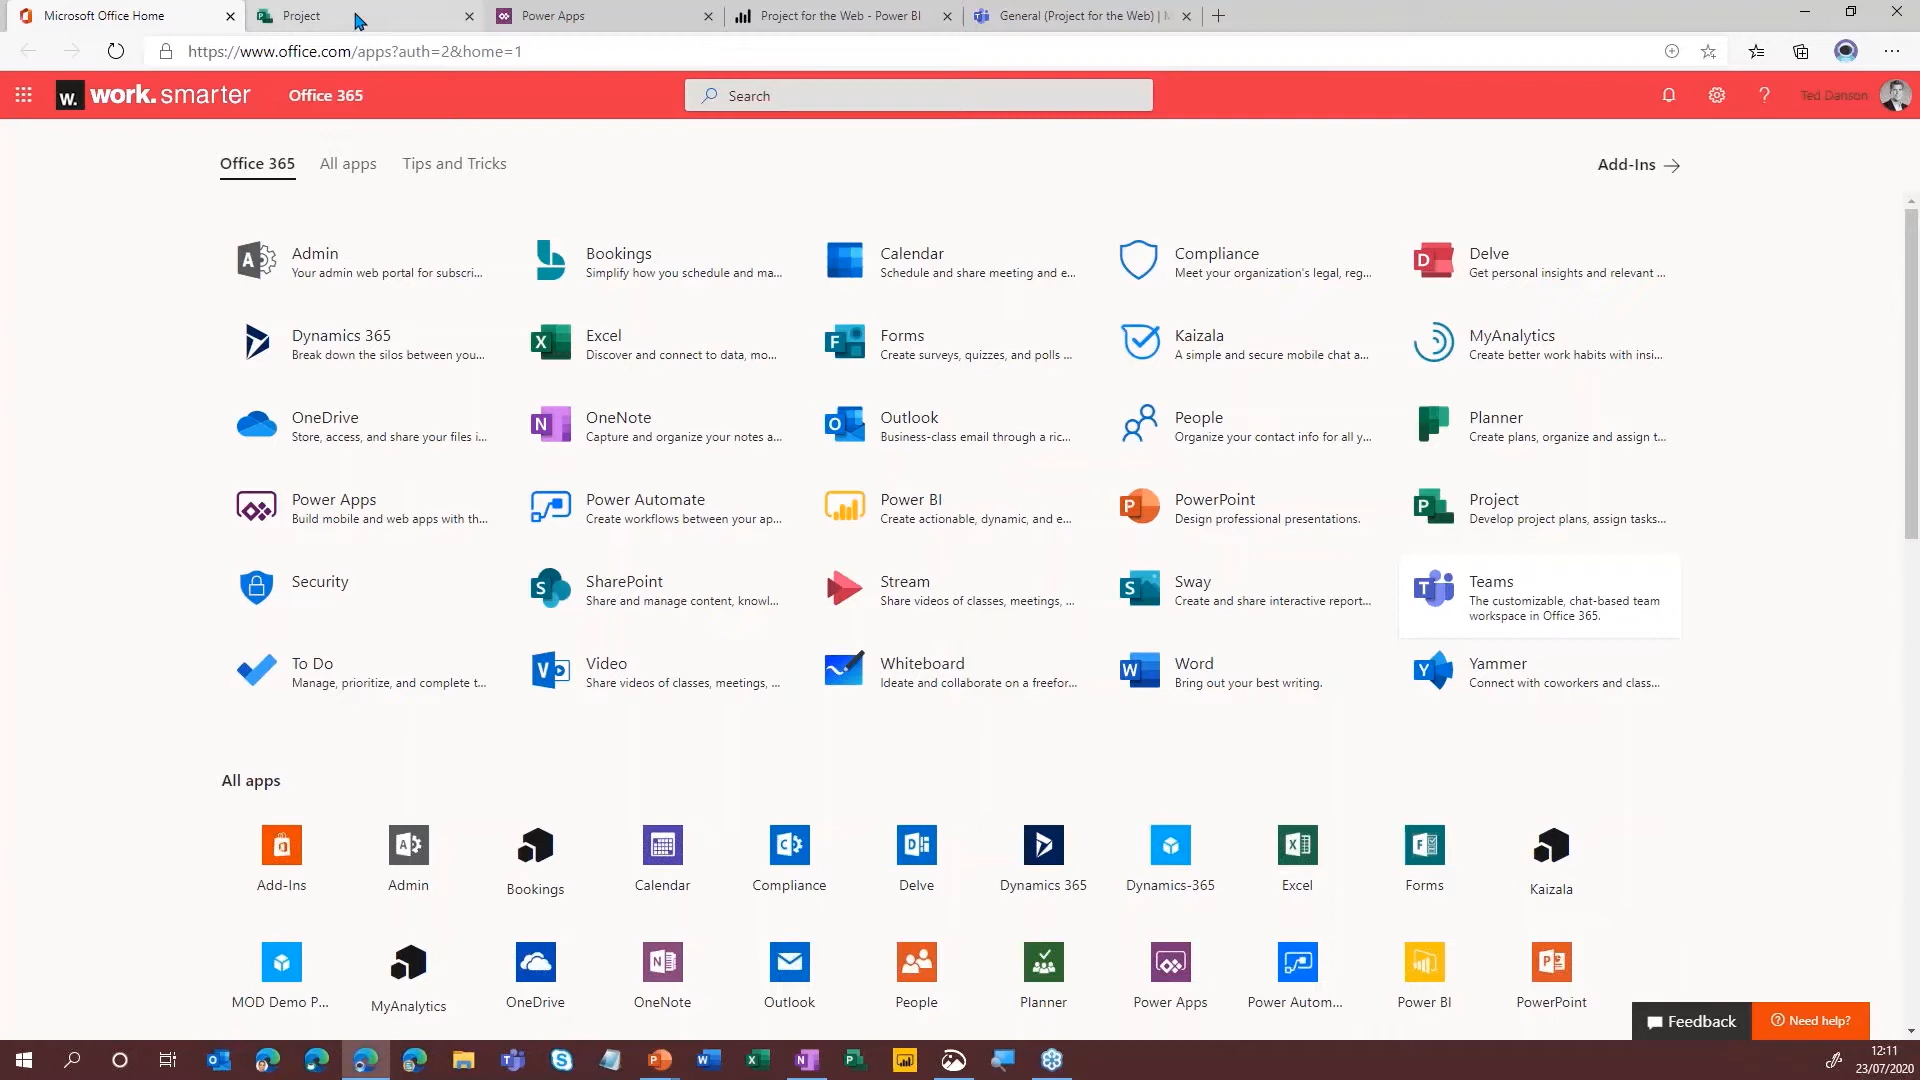 Microsoft Office Home
Project
Power Apps
Project for the Web - Power BI
General (Project for the Web) | M
https://www.office.com/apps?auth=2&home=1
w. work. smarter
Office 365
Search
Ted Danson
Office 365
All apps
Tips and Tricks
Add-Ins
Admin
Your admin web portal for subscri...
Bookings
Simplify how you schedule and ma...
Calendar
Schedule and share meeting and e...
Compliance
Meet your organization's legal, reg...
Delve
Get personal insights and relevant ...
Dynamics 365
Break down the silos between you...
Excel
Discover and connect to data, mo...
Forms
Create surveys, quizzes, and polls ...
Kaizala
A simple and secure mobile chat a...
MyAnalytics
Create better work habits with insi...
OneDrive
Store, access, and share your files i...
OneNote
Capture and organize your notes a...
Outlook
Business-class email through a ric...
People
Organize your contact info for all y...
Planner
Create plans, organize and assign t...
Power Apps
Build mobile and web apps with th...
Power Automate
Create workflows between your ap...
Power BI
Create actionable, dynamic, and e...
PowerPoint
Design professional presentations.
Project
Develop project plans, assign tasks...
Security
SharePoint
Share and manage content, knowl...
Stream
Share videos of classes, meetings, ...
Sway
Create and share interactive report...
Teams
The customizable, chat-based team
workspace in Office 365.
To Do
Manage, prioritize, and complete t...
Video
Share videos of classes, meetings, ...
Whiteboard
Ideate and collaborate on a freefor...
Word
Bring out your best writing.
Yammer
Connect with coworkers and class...
All apps
Add-Ins
Admin
Bookings
Calendar
Compliance
Delve
Dynamics 365
Dynamics-365
Excel
Forms
Kaizala
MOD Demo P...
MyAnalytics
OneDrive
OneNote
Outlook
People
Planner
Power Apps
Power Autom...
Power BI
PowerPoint
Feedback
Need help?
12:11
23/07/2020